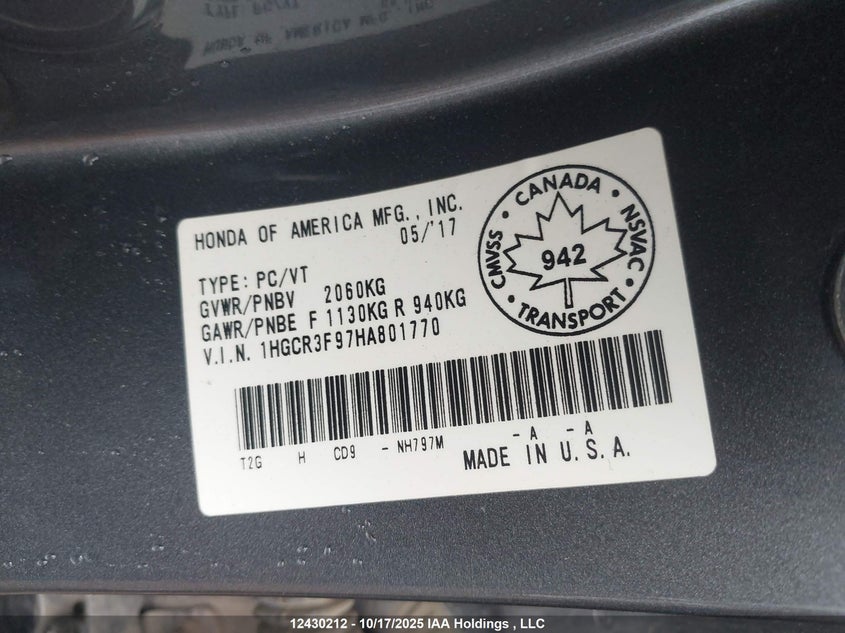 HONDA OF AMERICA MFG., INC.
05/'17
TYPE: PC/VT
GVWR/PNBV 2060KG
GAWR/PNBE F 1130KG R 940KG
V.I.N. 1HGCR3F97HA801770
CANADA
CMVSS
NSVAC
942
TRANSPORT
T2G H CD9 - NH797M - A - A
MADE IN U.S.A.
12430212 - 10/17/2025 IAA Holdings , LLC